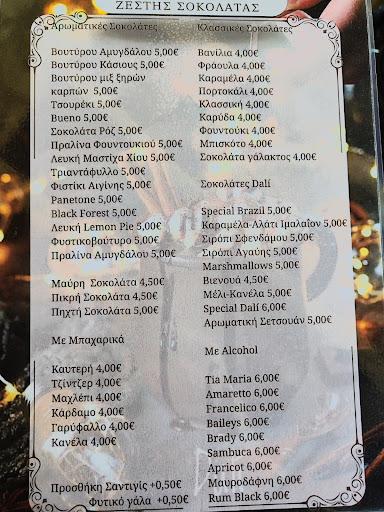 ΖΕΣΤΗΣ ΣΟΚΟΛΑΤΑΣ
Αρωματικές Σοκολάτες
Βουτύρου Αμυγδάλου 5,00€
Βουτύρου Κάσιους 5,00€
Βουτύρου μιξ ξηρών
καρπών 5,00€
Τσουρέκι 5,00€
Bueno 5,00€
Σοκολάτα Ρόζ 5,00€
Πραλίνα Φουντουκιού 5,00€
Λευκή Μαστίχα Χίου 5,00€
Τριαντάφυλλο 5,00€
Φιστίκι Αιγίνης 5,00€
Panetone 5,00€
Black Forest 5,00€
Λευκή Lemon Pie 5,00€
Φυστικοβούτυρο 5,00€
Πραλίνα Αμυγδάλου 5,00€
Μαύρη Σοκολάτα 4,50€
Πικρή Σοκολάτα 4,50€
Πηχτή Σοκολάτα 5,00€
Με Μπαχαρικά
Καυτερή 4,00€
Τζίντζερ 4,00€
Μαχλέπι 4,00€
Κάρδαμο 4,00€
Γαρύφαλλο 4,00€
Κανέλα 4,00€
Προσθήκη Σαντιγίς +0,50€
Φυτικό γάλα +0,50€
Κλασσικές Σοκολάτες
Βανίλια 4,00€
Φράουλα 4,00€
Καραμέλα 4,00€
Πορτοκάλι 4,00€
Κλασσική 4,00€
Καρύδα 4,00€
Φουντούκι 4,00€
Μπισκότο 4,00€
Σοκολάτα γάλακτος 4,00€
Σοκολάτες Dalí
Special Brazil 5,00€
Καραμέλα-Αλάτι Ιμαλαΐον 5,00€
Σιρόπι Σφενδάμου 5,00€
Σιρόπι Αγαύης 5,00€
Marshmallows 5,00€
Βιενουά 4,50€
Μέλι-Κανέλα 5,00€
Special Dalí 6,00€
Αρωματική Σετσουάν 5,00€
Με Alcohol
Tia Maria 6,00€
Amaretto 6,00€
Francelico 6,00€
Baileys 6,00€
Brady 6,00€
Sambuca 6,00€
Apricot 6,00€
Μαυροδάφνη 6,00€
Rum Black 6,00€